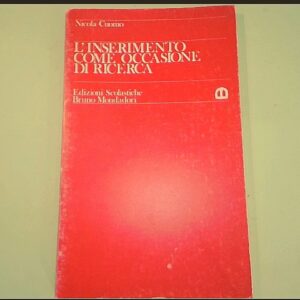 Nicola Cuomo
L'INSERIMENTO
COME OCCASIONE
DI RICERCA
Edizioni Scolastiche
Bruno Mondadori
B